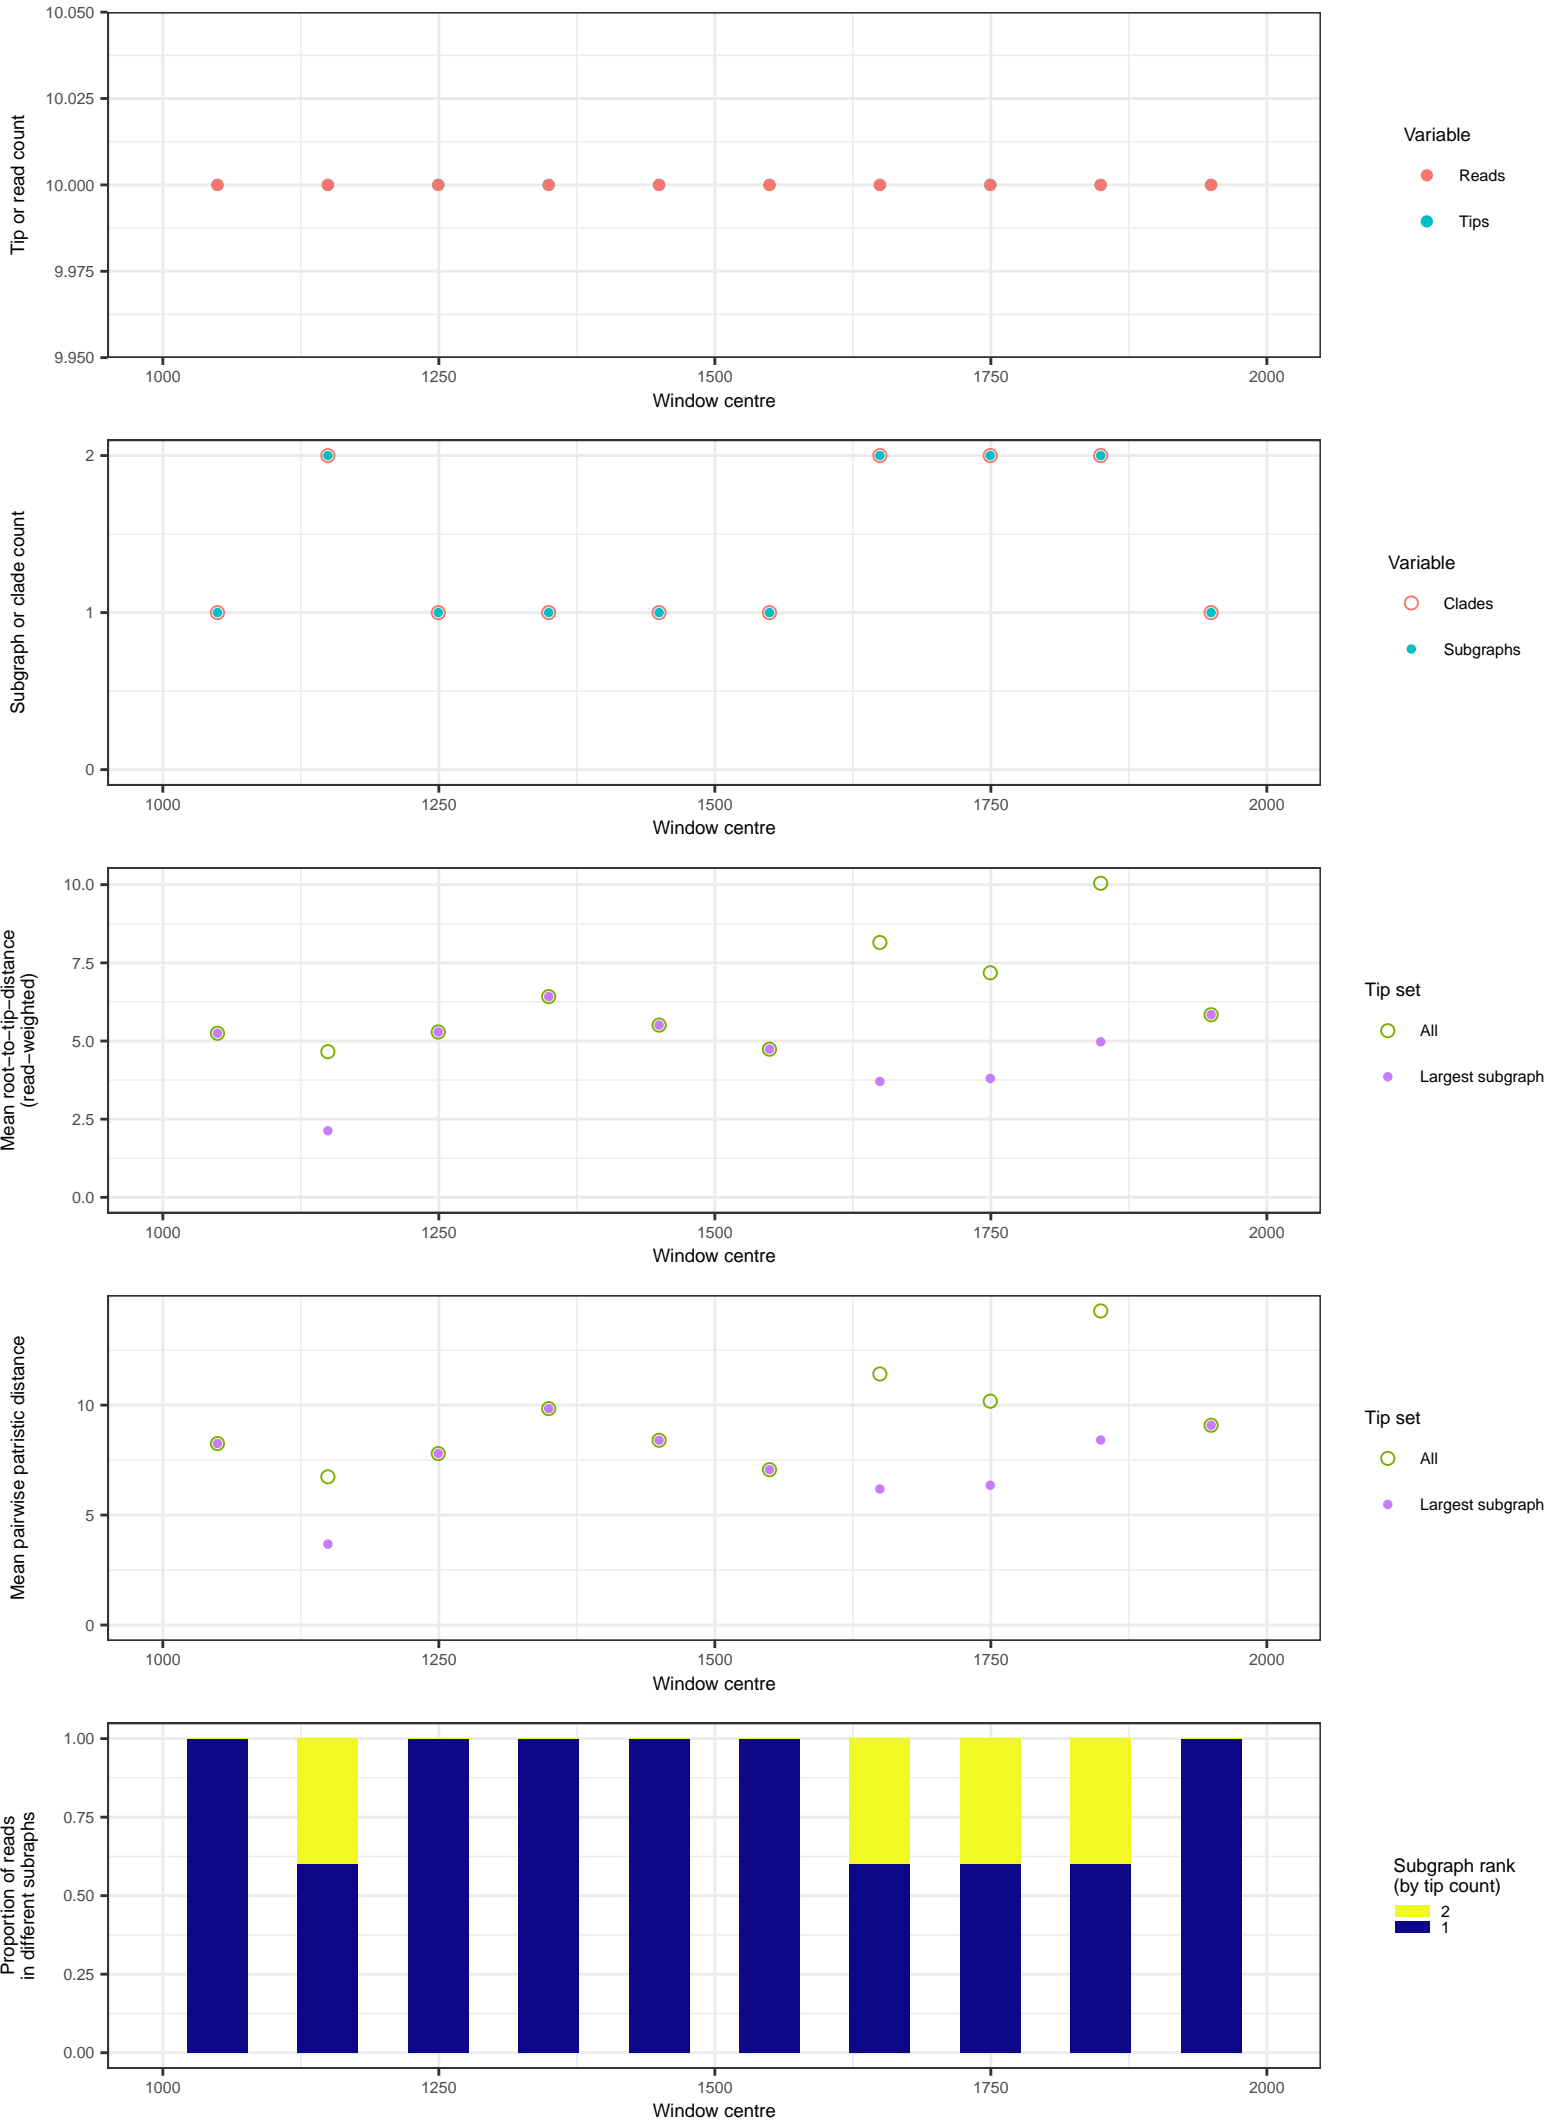 10.050
10.025
10.000
9.975
9.950
Tip or read count
1000 1250 1500 1750 2000
Window centre
Variable
Reads
Tips
2
1
0
Subgraph or clade count
1000 1250 1500 1750 2000
Window centre
Variable
Clades
Subgraphs
10.0
7.5
5.0
2.5
0.0
Mean root−to−tip−distance
(read−weighted)
1000 1250 1500 1750 2000
Window centre
Tip set
All
Largest subgraph
10
5
0
Mean pairwise patristic distance
1000 1250 1500 1750 2000
Window centre
Tip set
All
Largest subgraph
1.00
0.75
0.50
0.25
0.00
Proportion of reads
in different subraphs
1000 1250 1500 1750 2000
Window centre
Subgraph rank
(by tip count)
2
1